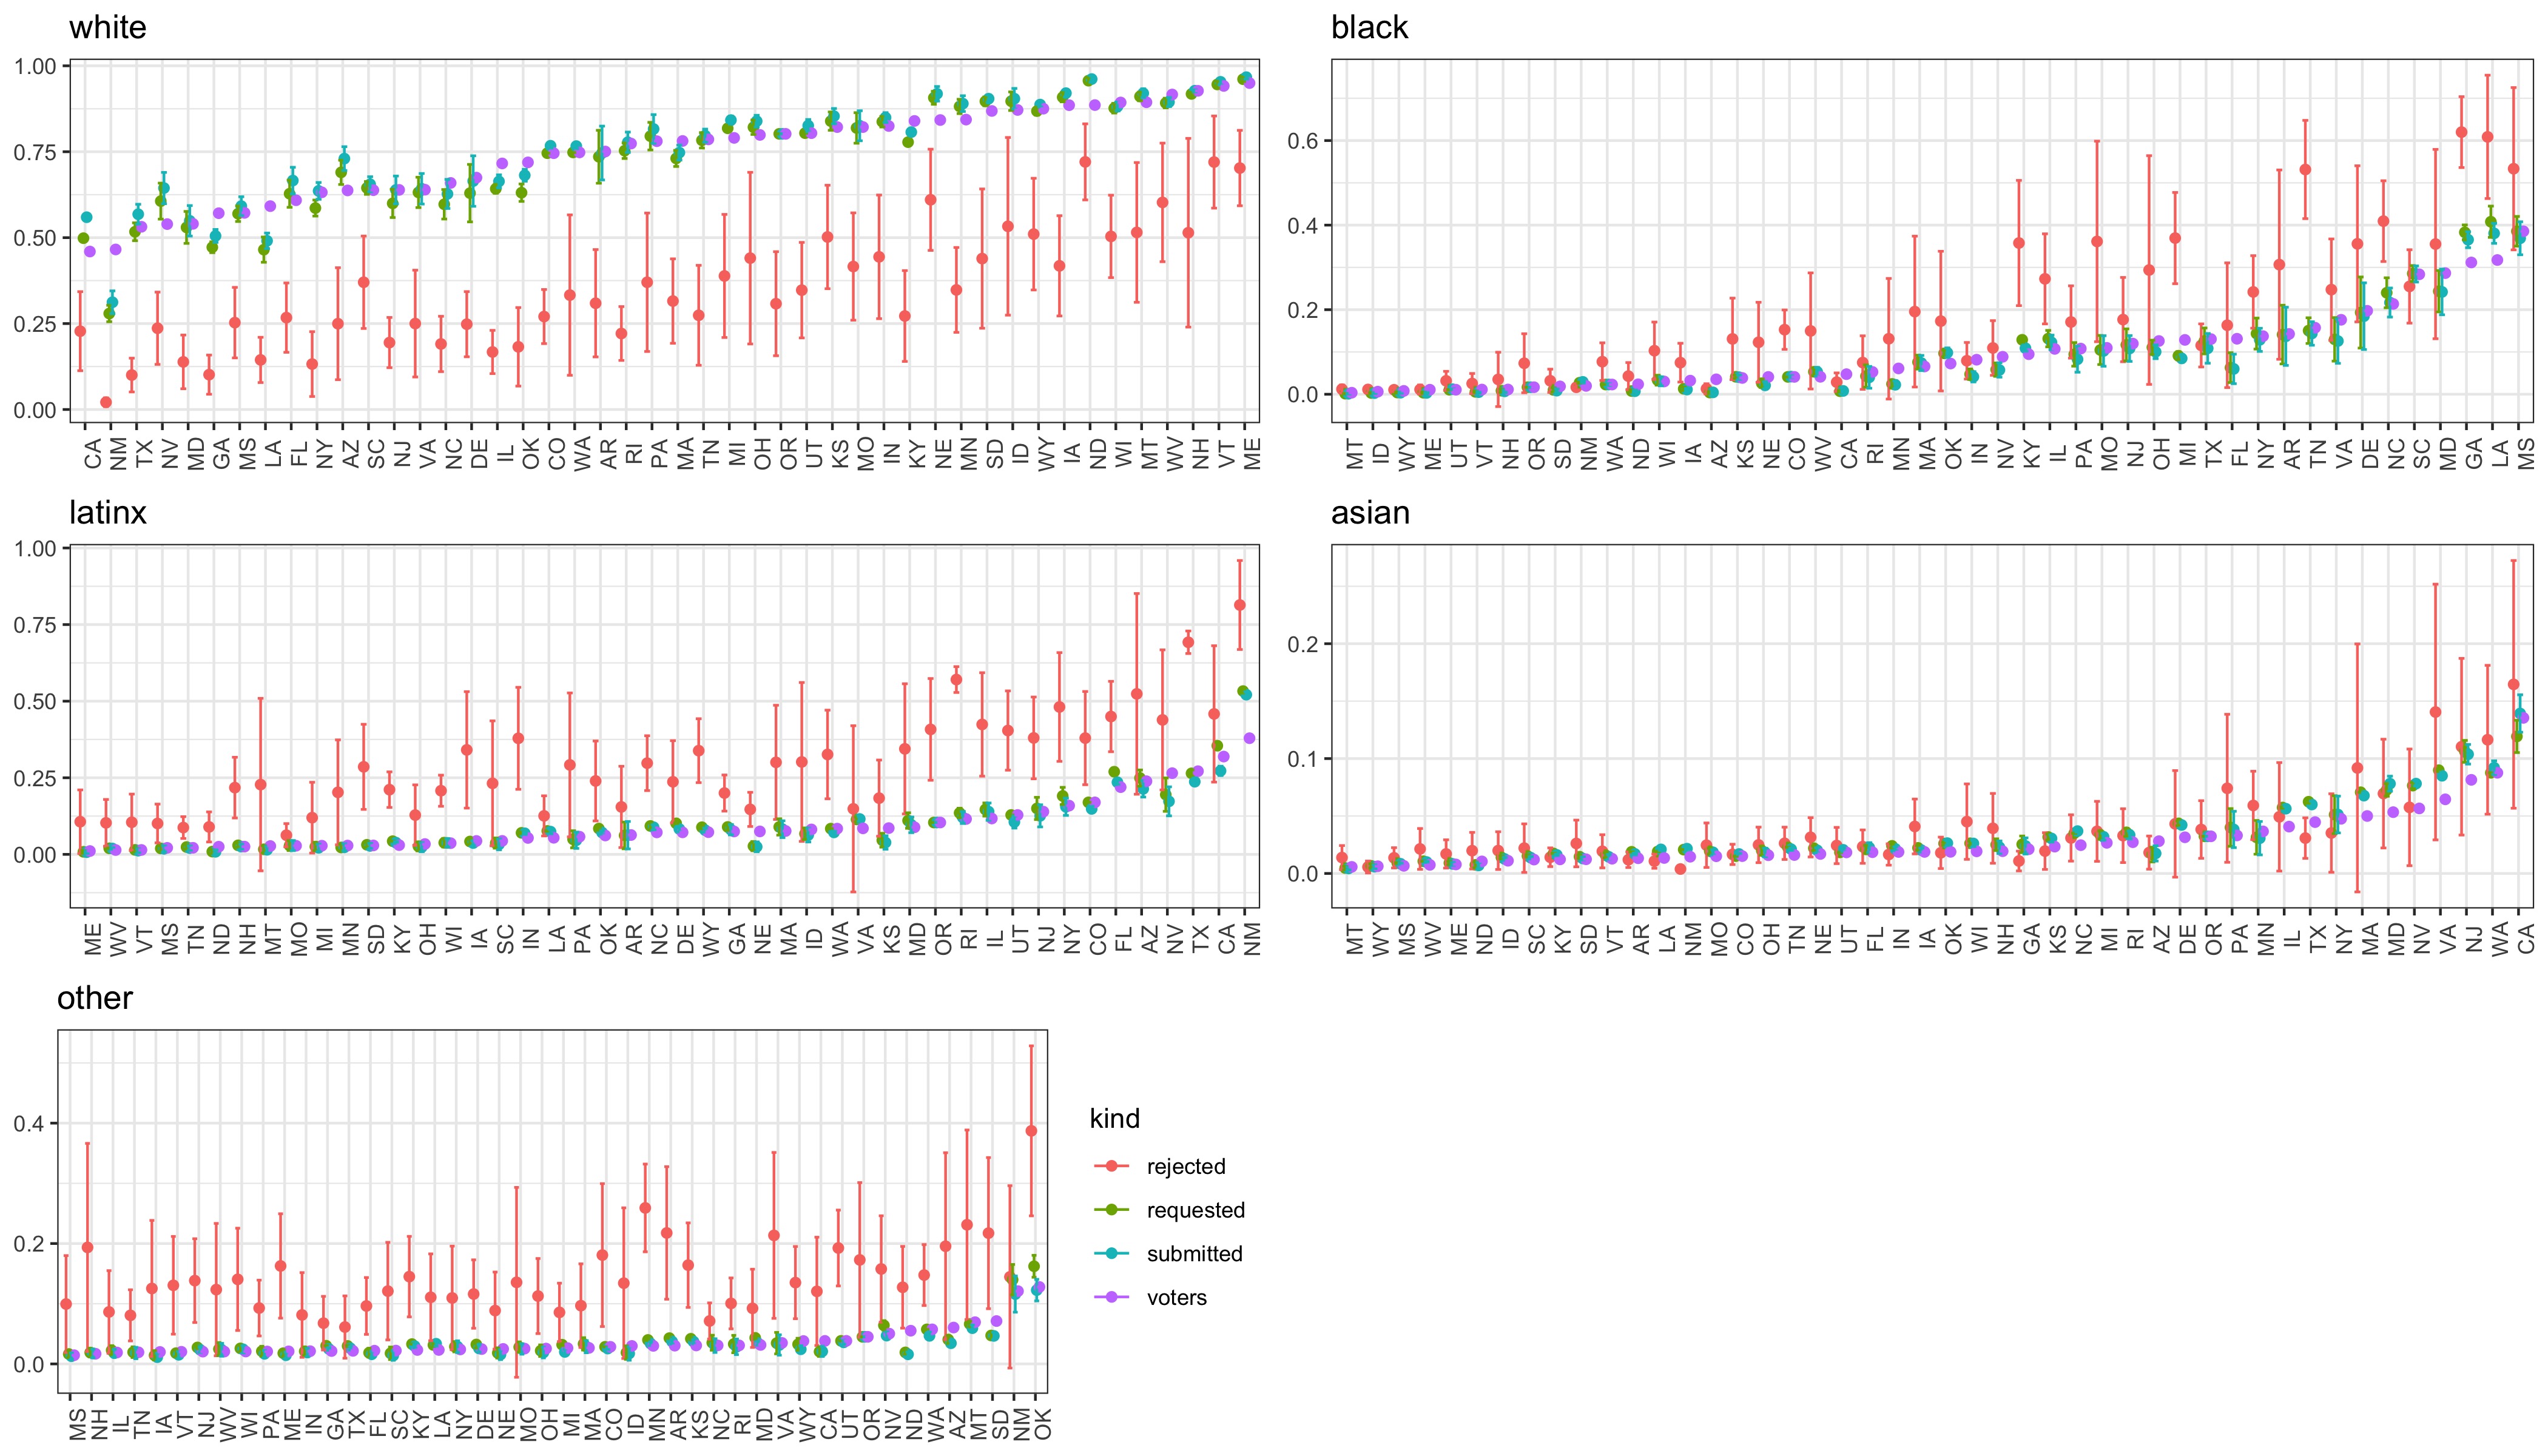 white
1.00
0.75
0.50
0.25
0.00
CA NM TX NV MD GA MS LA FL NY AZ SC NJ VA NC DE IL OK CO WA AR RI PA MA TN MI OH OR UT KS MO IN KY NE MN SD ID WY IA ND WI MT WV NH VT ME
black
0.6
0.4
0.2
0.0
MT ID WY ME UT VT NH OR SD NM WA ND WI IA AZ KS NE CO WV CA RI MN MA OK IN NV KY IL PA MO NJ OH MI TX FL NY AR TN VA DE NC SC MD GA LA MS
latinx
1.00
0.75
0.50
0.25
0.00
ME WV VT MS TN ND NH MT MO MI MN SD KY OH WI IA SC IN LA PA OK AR NC DE WY GA NE MA ID WA VA KS MD OR RI IL UT NJ NY CO FL AZ NV TX CA NM
asian
0.2
0.1
0.0
MT WY MS WV ME ND ID SC KY SD VT AR LA NM MO CO OH TN NE UT FL IN IA OK WI NH GA KS NC MI RI AZ DE OR PA MN IL TX NY MA MD NV VA NJ WA CA
other
0.4
0.2
0.0
MS NH IL TN IA VT NJ WV WI PA ME IN GA TX FL SC KY LA NY DE NE MO OH MI MA CO ID MN AR KS NC RI MD VA WY CA UT OR NV ND WA AZ MT SD NM OK
kind
rejected
requested
submitted
voters